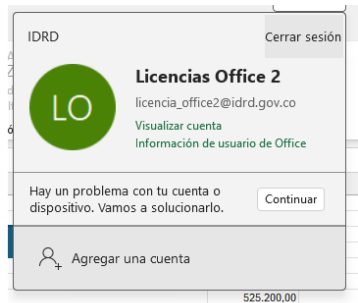 IDRD
Cerrar sesión
LO
Licencias Office 2
licencia_office2@idrd.gov.co
Visualizar cuenta
Información de usuario de Office
Hay un problema con tu cuenta o
dispositivo. Vamos a solucionarlo.
Continuar
Agregar una cuenta
525.200,00